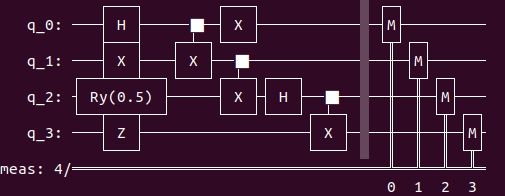 q_0: H ■ X M
q_1: X X ■ M
q_2: Ry(0.5) X H ■ M
q_3: Z X M
meas: 4/
0 1 2 3